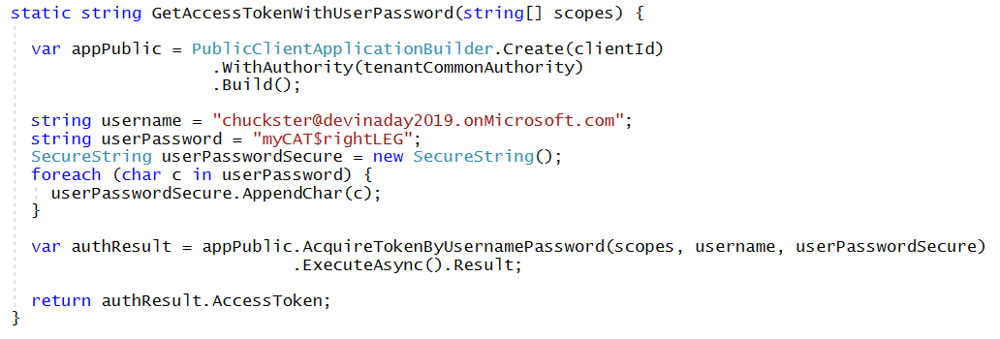 static string GetAccessTokenWithUserPassword(string[] scopes) {
var appPublic = PublicClientApplicationBuilder.Create(clientId)
.WithAuthority(tenantCommonAuthority)
.Build();
string username = "chuckster@devinaday2019.onMicrosoft.com";
string userPassword = "myCAT$rightLEG";
SecureString userPasswordSecure = new SecureString();
foreach (char c in userPassword) {
userPasswordSecure.AppendChar(c);
}
var authResult = appPublic.AcquireTokenByUsernamePassword(scopes, username, userPasswordSecure)
.ExecuteAsync().Result;
return authResult.AccessToken;
}